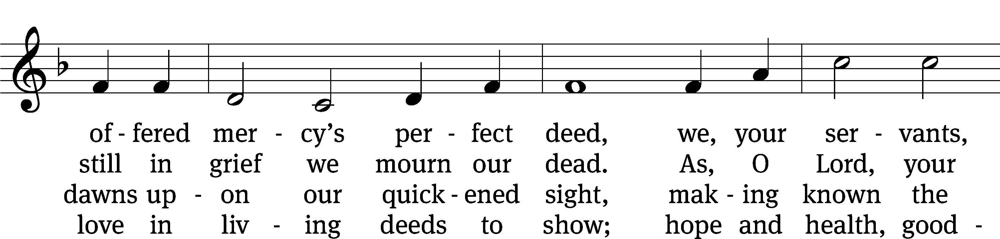 of - fered mer - cy’s per - fect deed, we, your ser - vants,
still in grief we mourn our dead. As, O Lord, your
dawns up - on our quick - ened sight, mak - ing known the
love in liv - ing deeds to show; hope and health, good -